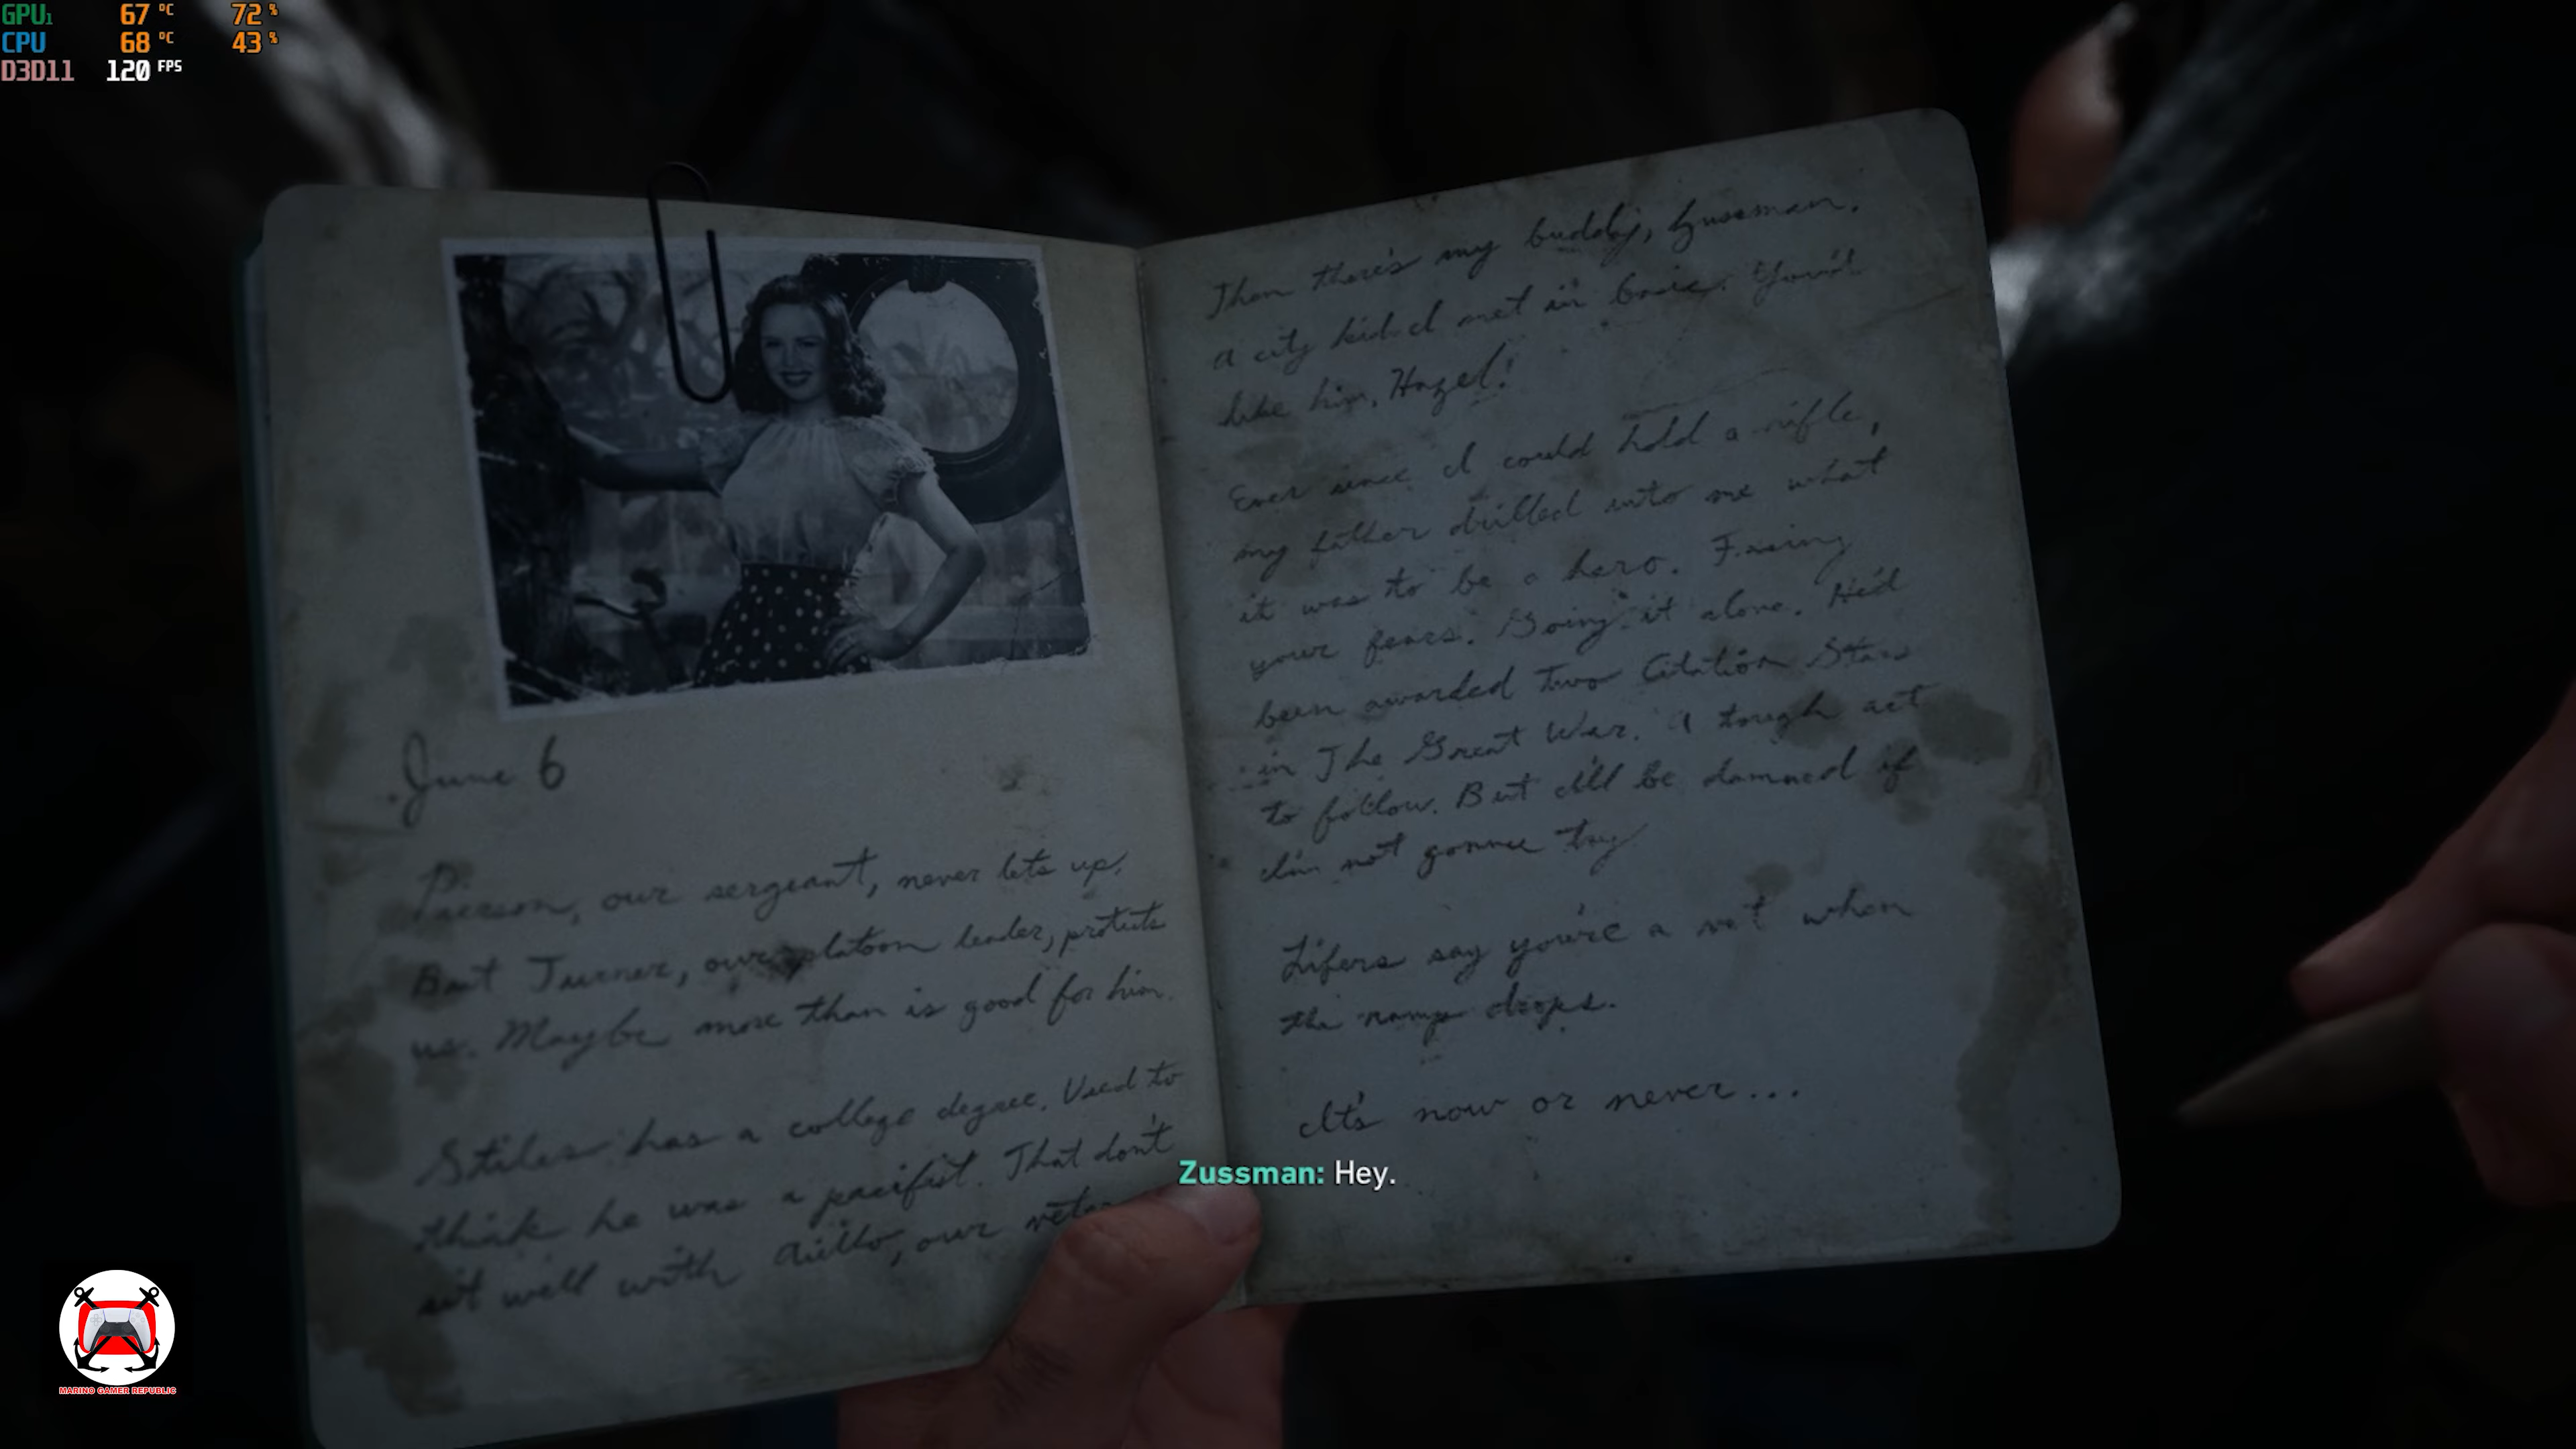 GPU1 67 °C 72 %
CPU 68 °C 43 %
D3D11 120 FPS
June 6
Pierson, our sergeant, never lets up,
But Turner, our platoon leader, protects
us. Maybe more than is good for him.
Stiles has a college degree. Used to
think he was a pacifist. That don't
sit well with Aiello, our
Then there's my buddy, Zussman.
A city kid I met in basic. You'd
like him, Hazel!
Ever since I could hold a rifle,
my father drilled into me what
it was to be a hero. Facing
your fears. Going it alone. He'd
been awarded two Citation Stars
in The Great War. A tough act
to follow. But I'll be damned if
I'm not gonna try
Lifers say you're a vet when
the ramp drops.
It's now or never...
Zussman: Hey.
MARINO GAMER REPUBLIC